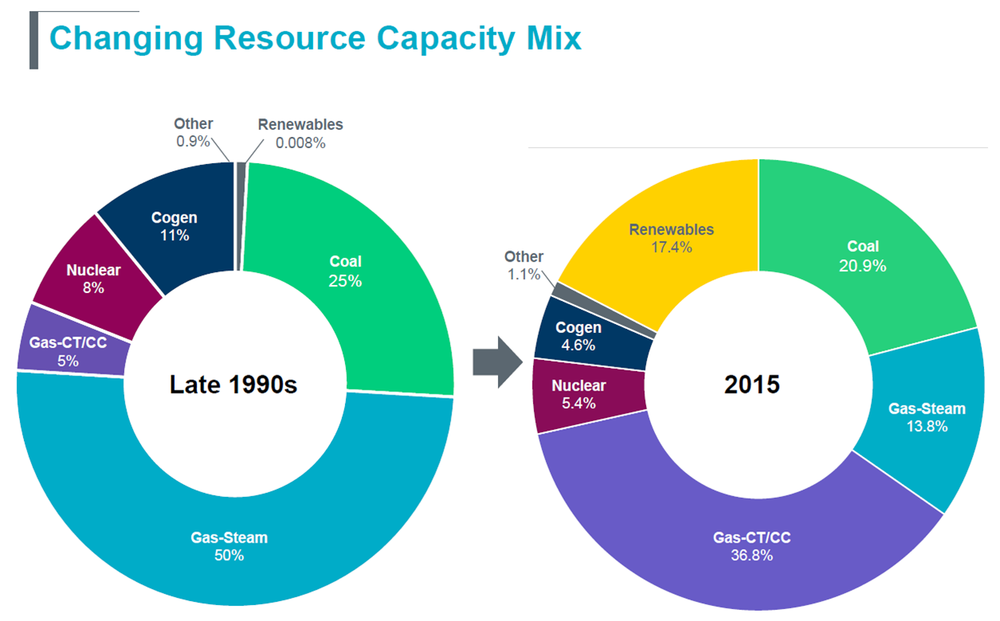 Changing Resource Capacity Mix
Other
0.9%
Renewables
0.008%
Cogen
11%
Nuclear
8%
Gas-CT/CC
5%
Coal
25%
Late 1990s
Gas-Steam
50%
Renewables
17.4%
Other
1.1%
Cogen
4.6%
Nuclear
5.4%
Coal
20.9%
2015
Gas-Steam
13.8%
Gas-CT/CC
36.8%